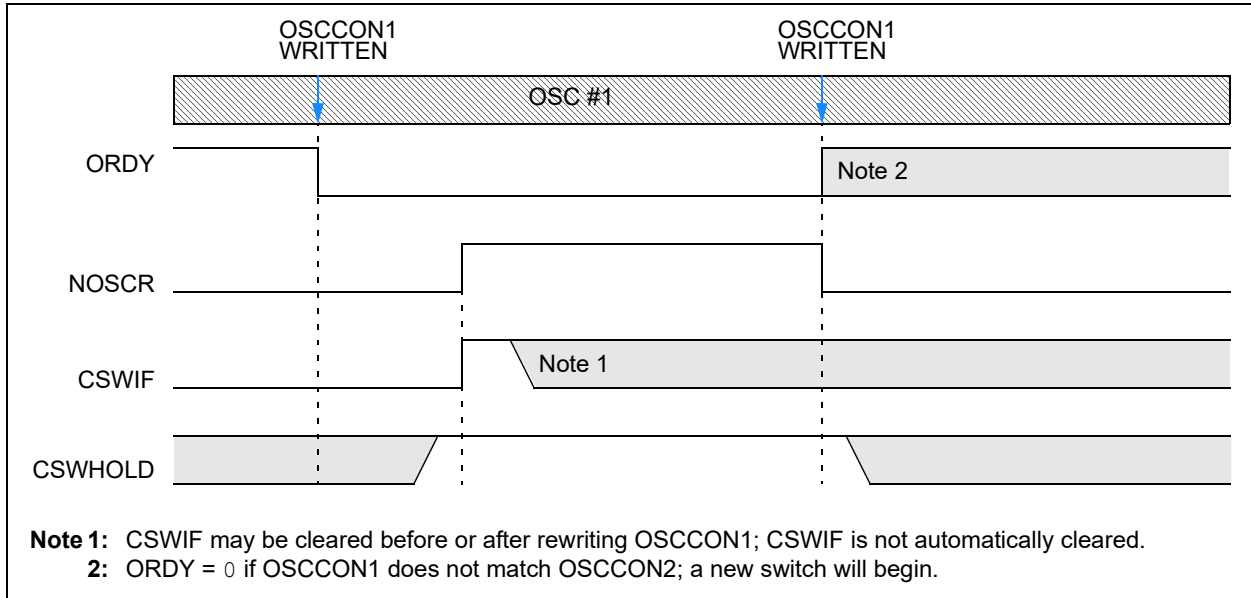 OSCCON1
WRITTEN
OSCCON1
WRITTEN
OSC #1
ORDY
Note 2
NOSCR
CSWIF
Note 1
CSWHOLD
Note 1: CSWIF may be cleared before or after rewriting OSCCON1; CSWIF is not automatically cleared.
2: ORDY = 0 if OSCCON1 does not match OSCCON2; a new switch will begin.